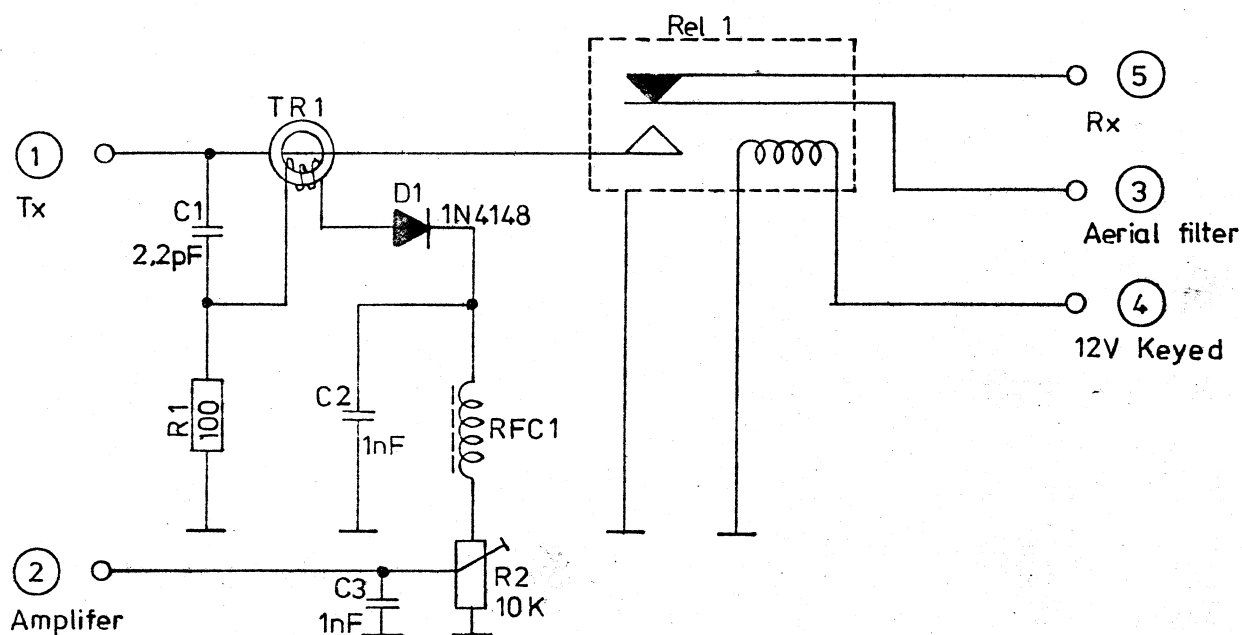 Rel 1
5
Rx
TR1
1
Tx
D1
1N4148
C1
2,2pF
3
Aerial filter
4
12V Keyed
R1
100
C2
1nF
RFC1
2
Amplifer
C3
1nF
R2
10K